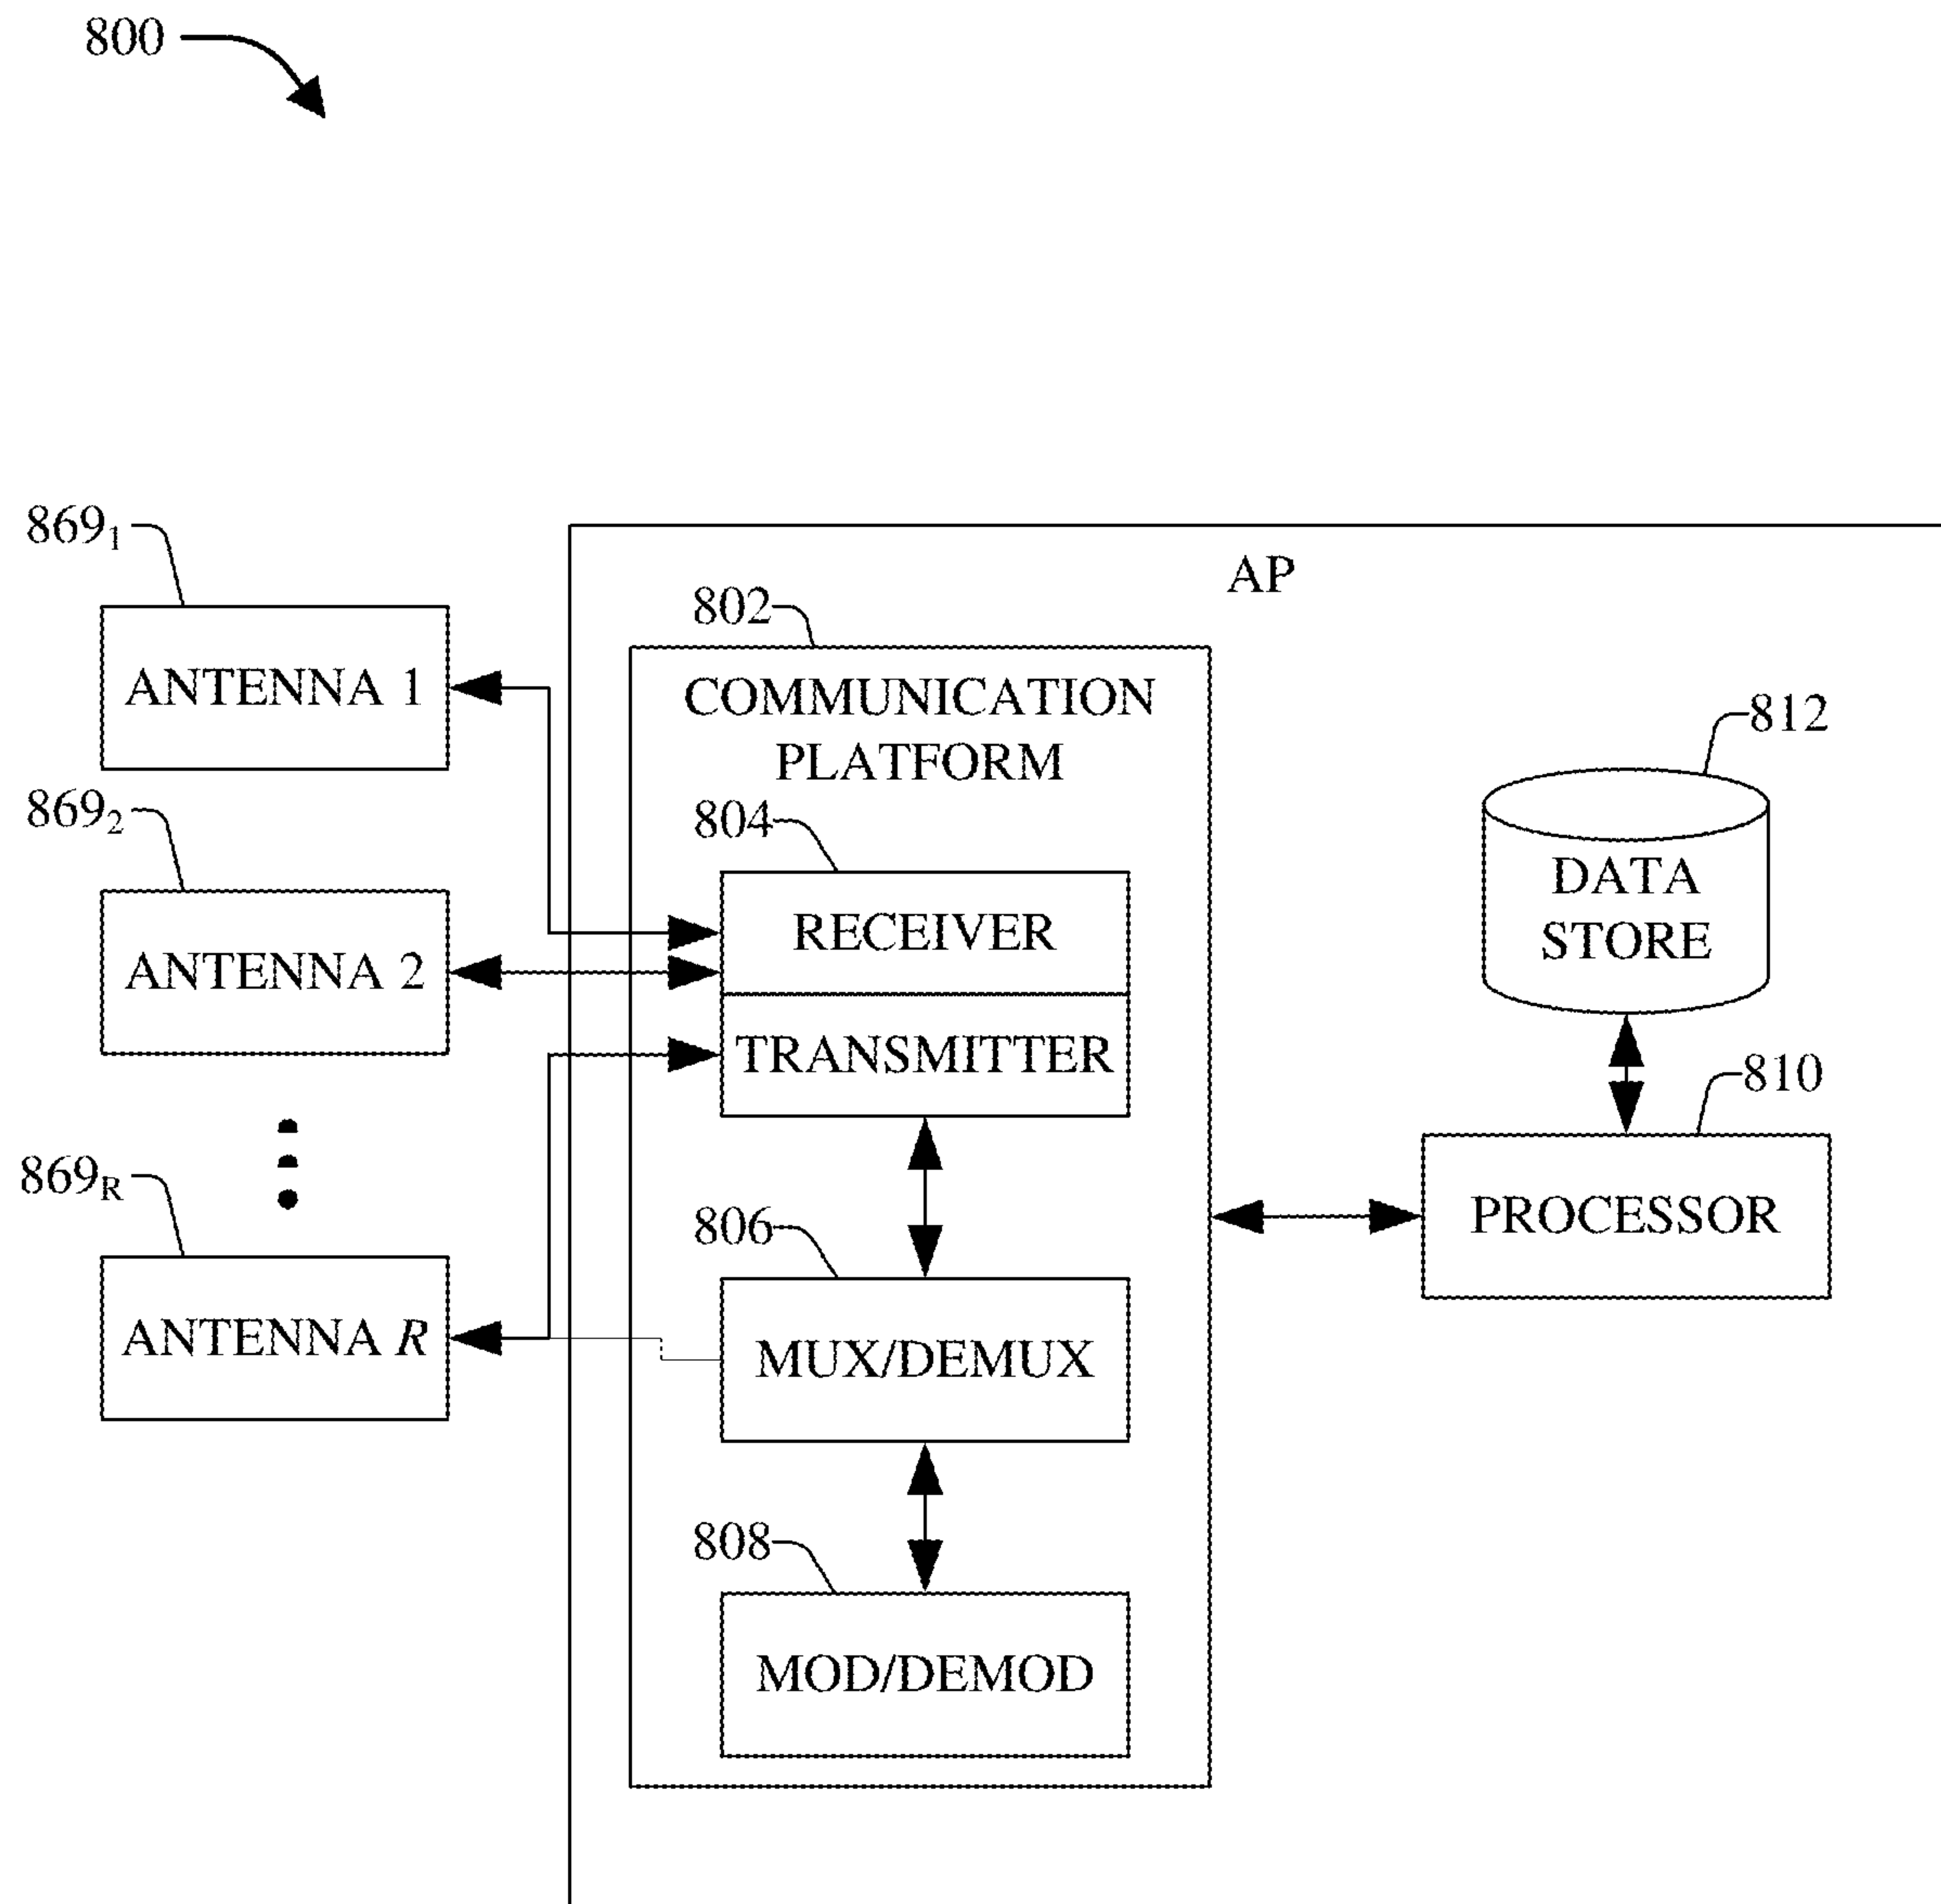 800
869₁
ANTENNA 1
869₂
ANTENNA 2
869R
ANTENNA R
AP
802
COMMUNICATION
PLATFORM
804
RECEIVER
TRANSMITTER
806
MUX/DEMUX
808
MOD/DEMOD
812
DATA
STORE
810
PROCESSOR